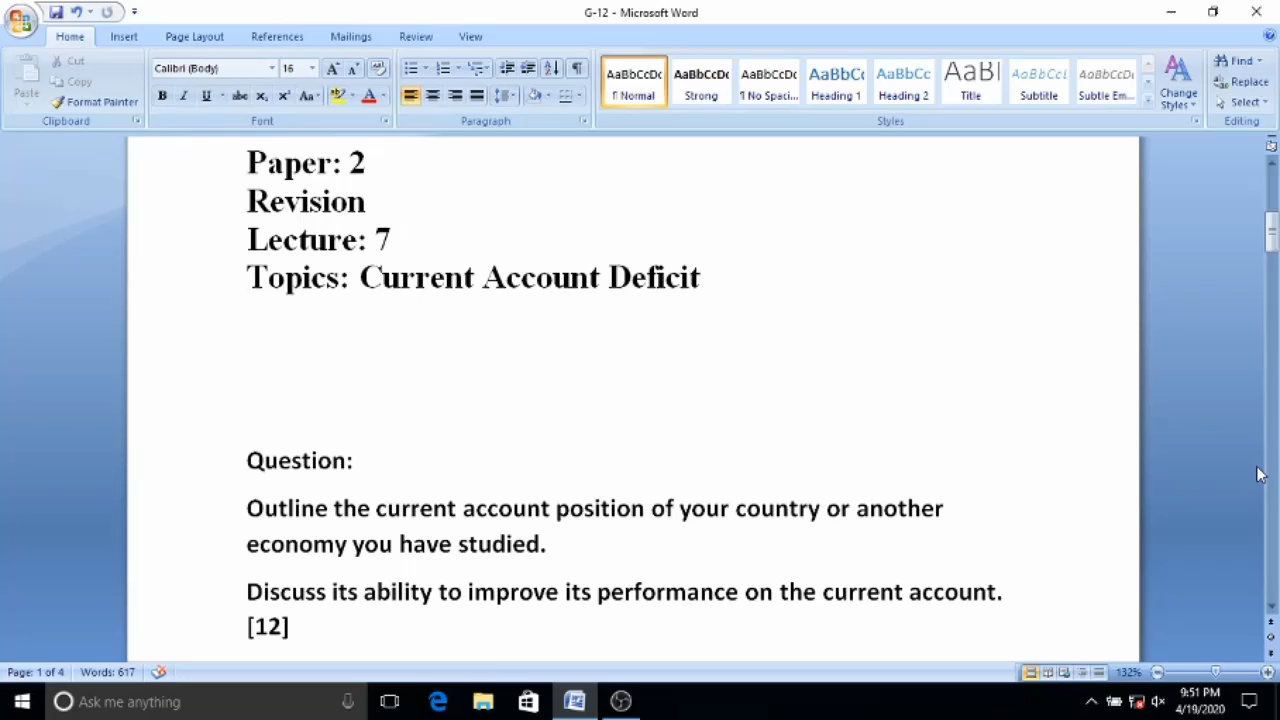 G-12 - Microsoft Word
Home Insert Page Layout References Mailings Review View
Paste
Cut
Copy
Format Painter
Clipboard
Calibri (Body) 16
Font
Paragraph
AaBbCcDc AaBbCcDc AaBbCcDc AaBbCc AaBbCc AaBl AaBbCcL AaBbCcDc
¶ Normal Strong ¶ No Spaci... Heading 1 Heading 2 Title Subtitle Subtle Em...
Styles
Change Styles
Find
Replace
Select
Editing
Paper: 2
Revision
Lecture: 7
Topics: Current Account Deficit
Question:
Outline the current account position of your country or another
economy you have studied.
Discuss its ability to improve its performance on the current account.
[12]
Page: 1 of 4 Words: 617 132%
Ask me anything
9:51 PM
4/19/2020